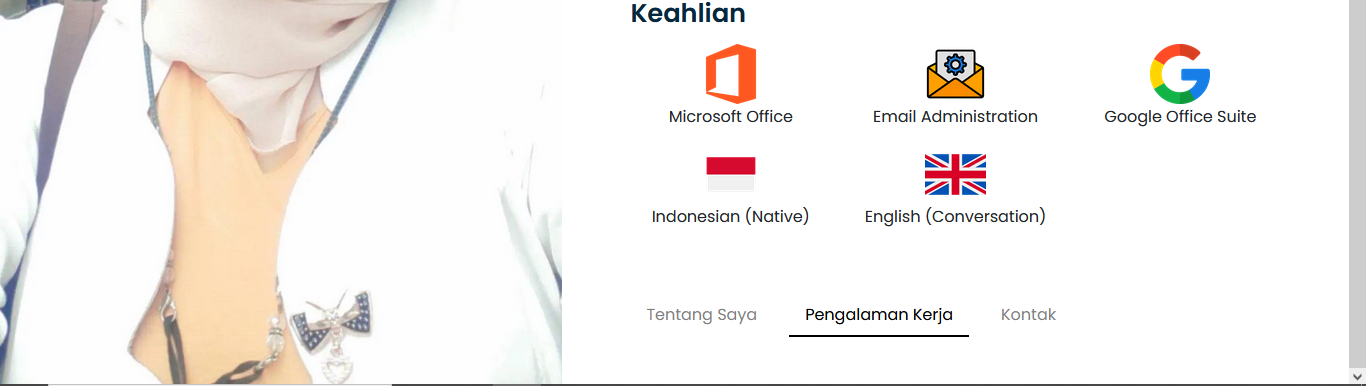 Keahlian
Microsoft Office
Email Administration
Google Office Suite
Indonesian (Native)
English (Conversation)
Tentang Saya
Pengalaman Kerja
Kontak